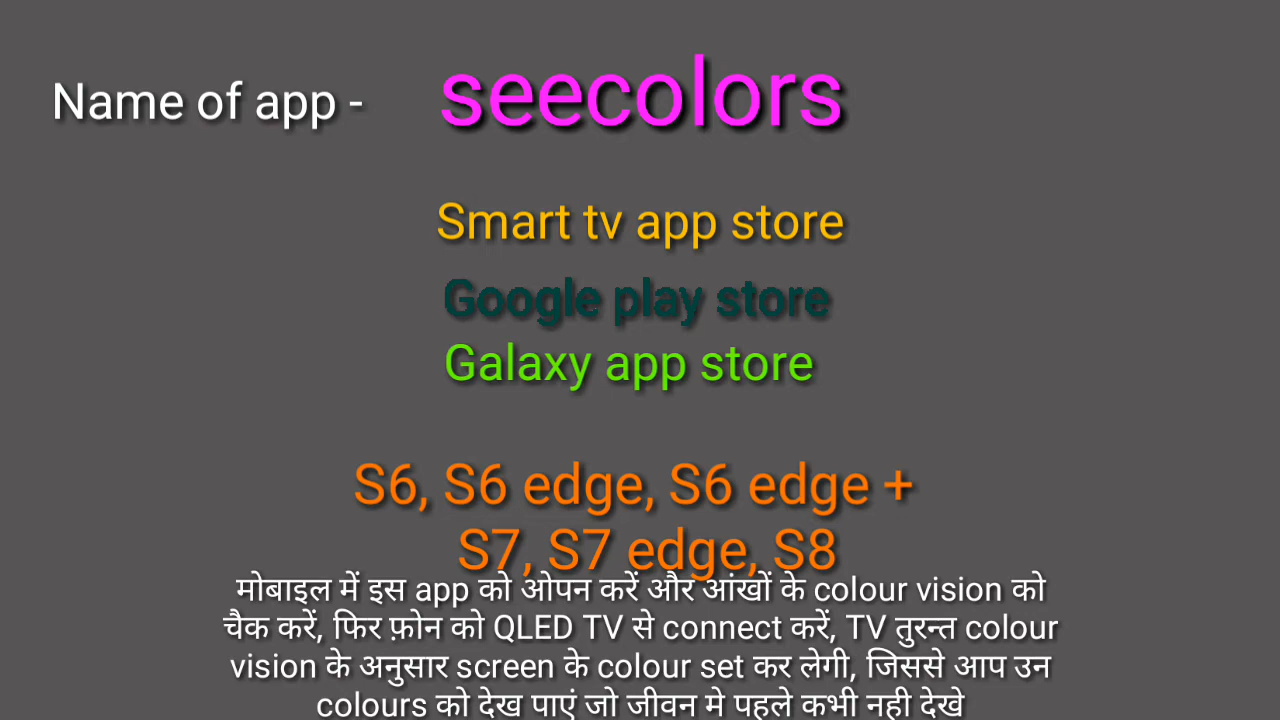 Name of app - seecolors
Smart tv app store
Google play store
Galaxy app store
S6, S6 edge, S6 edge +
S7, S7 edge, S8
मोबाइल में इस app को ओपन करें और आंखों के colour vision को
चैक करें, फिर फ़ोन को QLED TV से connect करें, TV तुरन्त colour
vision के अनुसार screen के colour set कर लेगी, जिससे आप उन
colours को देख पाएं जो जीवन मे पहले कभी नही देखे